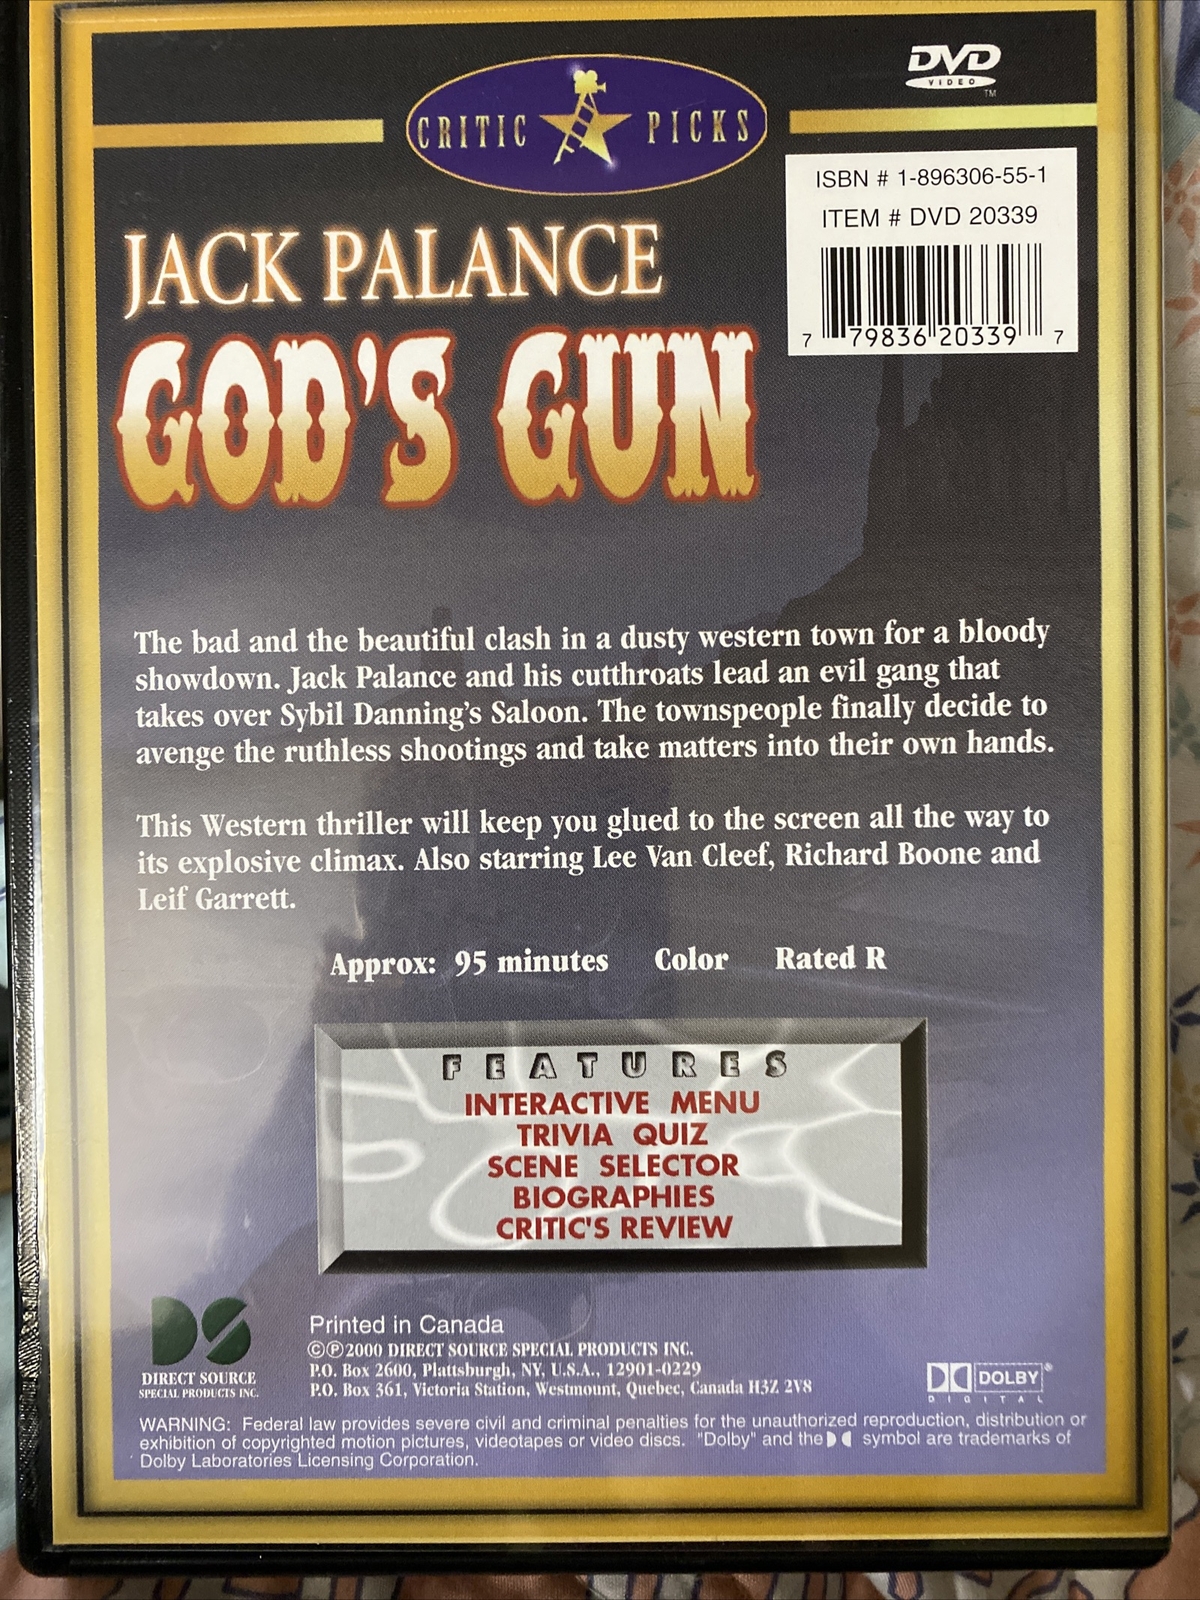 DVD
VIDEO
TM
CRITIC PICKS
ISBN # 1-896306-55-1
ITEM # DVD 20339
7 79836 20339 7
JACK PALANCE
GOD'S GUN
The bad and the beautiful clash in a dusty western town for a bloody
showdown. Jack Palance and his cutthroats lead an evil gang that
takes over Sybil Danning's Saloon. The townspeople finally decide to
avenge the ruthless shootings and take matters into their own hands.
This Western thriller will keep you glued to the screen all the way to
its explosive climax. Also starring Lee Van Cleef, Richard Boone and
Leif Garrett.
Approx: 95 minutes Color Rated R
FEATURES
INTERACTIVE MENU
TRIVIA QUIZ
SCENE SELECTOR
BIOGRAPHIES
CRITIC'S REVIEW
DS
DIRECT SOURCE
SPECIAL PRODUCTS INC.
Printed in Canada
©℗2000 DIRECT SOURCE SPECIAL PRODUCTS INC.
P.O. Box 2600, Plattsburgh, NY, U.S.A., 12901-0229
P.O. Box 361, Victoria Station, Westmount, Quebec, Canada H3Z 2V8
DOLBY®
DIGITAL
WARNING: Federal law provides severe civil and criminal penalties for the unauthorized reproduction, distribution or
exhibition of copyrighted motion pictures, videotapes or video discs. "Dolby" and the symbol are trademarks of
Dolby Laboratories Licensing Corporation.